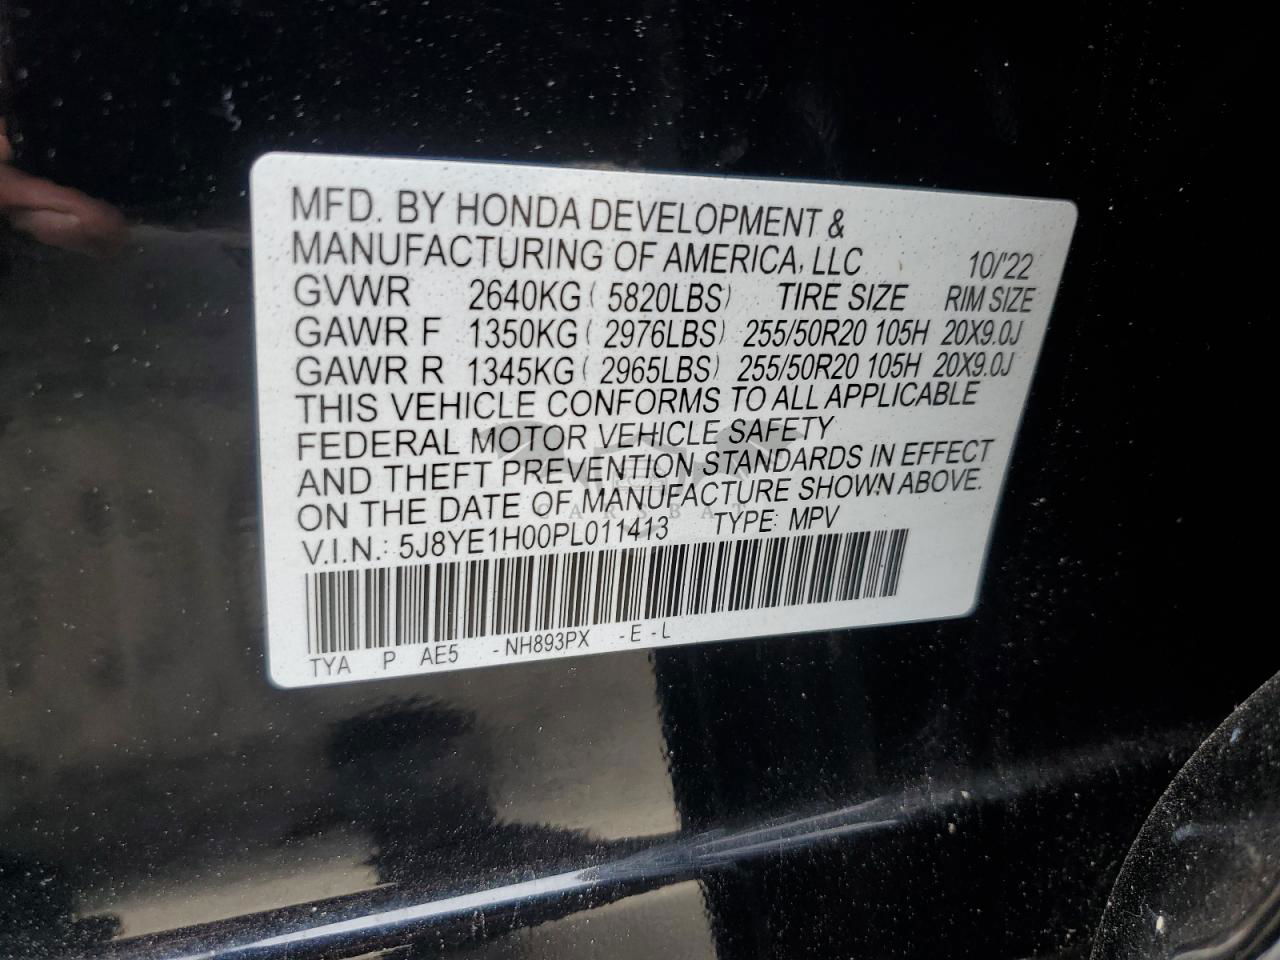 MFD. BY HONDA DEVELOPMENT &
MANUFACTURING OF AMERICA, LLC 10/'22
GVWR 2640KG ( 5820LBS) TIRE SIZE RIM SIZE
GAWR F 1350KG ( 2976LBS) 255/50R20 105H 20X9.0J
GAWR R 1345KG ( 2965LBS) 255/50R20 105H 20X9.0J
THIS VEHICLE CONFORMS TO ALL APPLICABLE
FEDERAL MOTOR VEHICLE SAFETY
AND THEFT PREVENTION STANDARDS IN EFFECT
ON THE DATE OF MANUFACTURE SHOWN ABOVE.
CARSBAT
V.I.N.: 5J8YE1H00PL011413 TYPE: MPV
TYA P AE5 -NH893PX -E-L